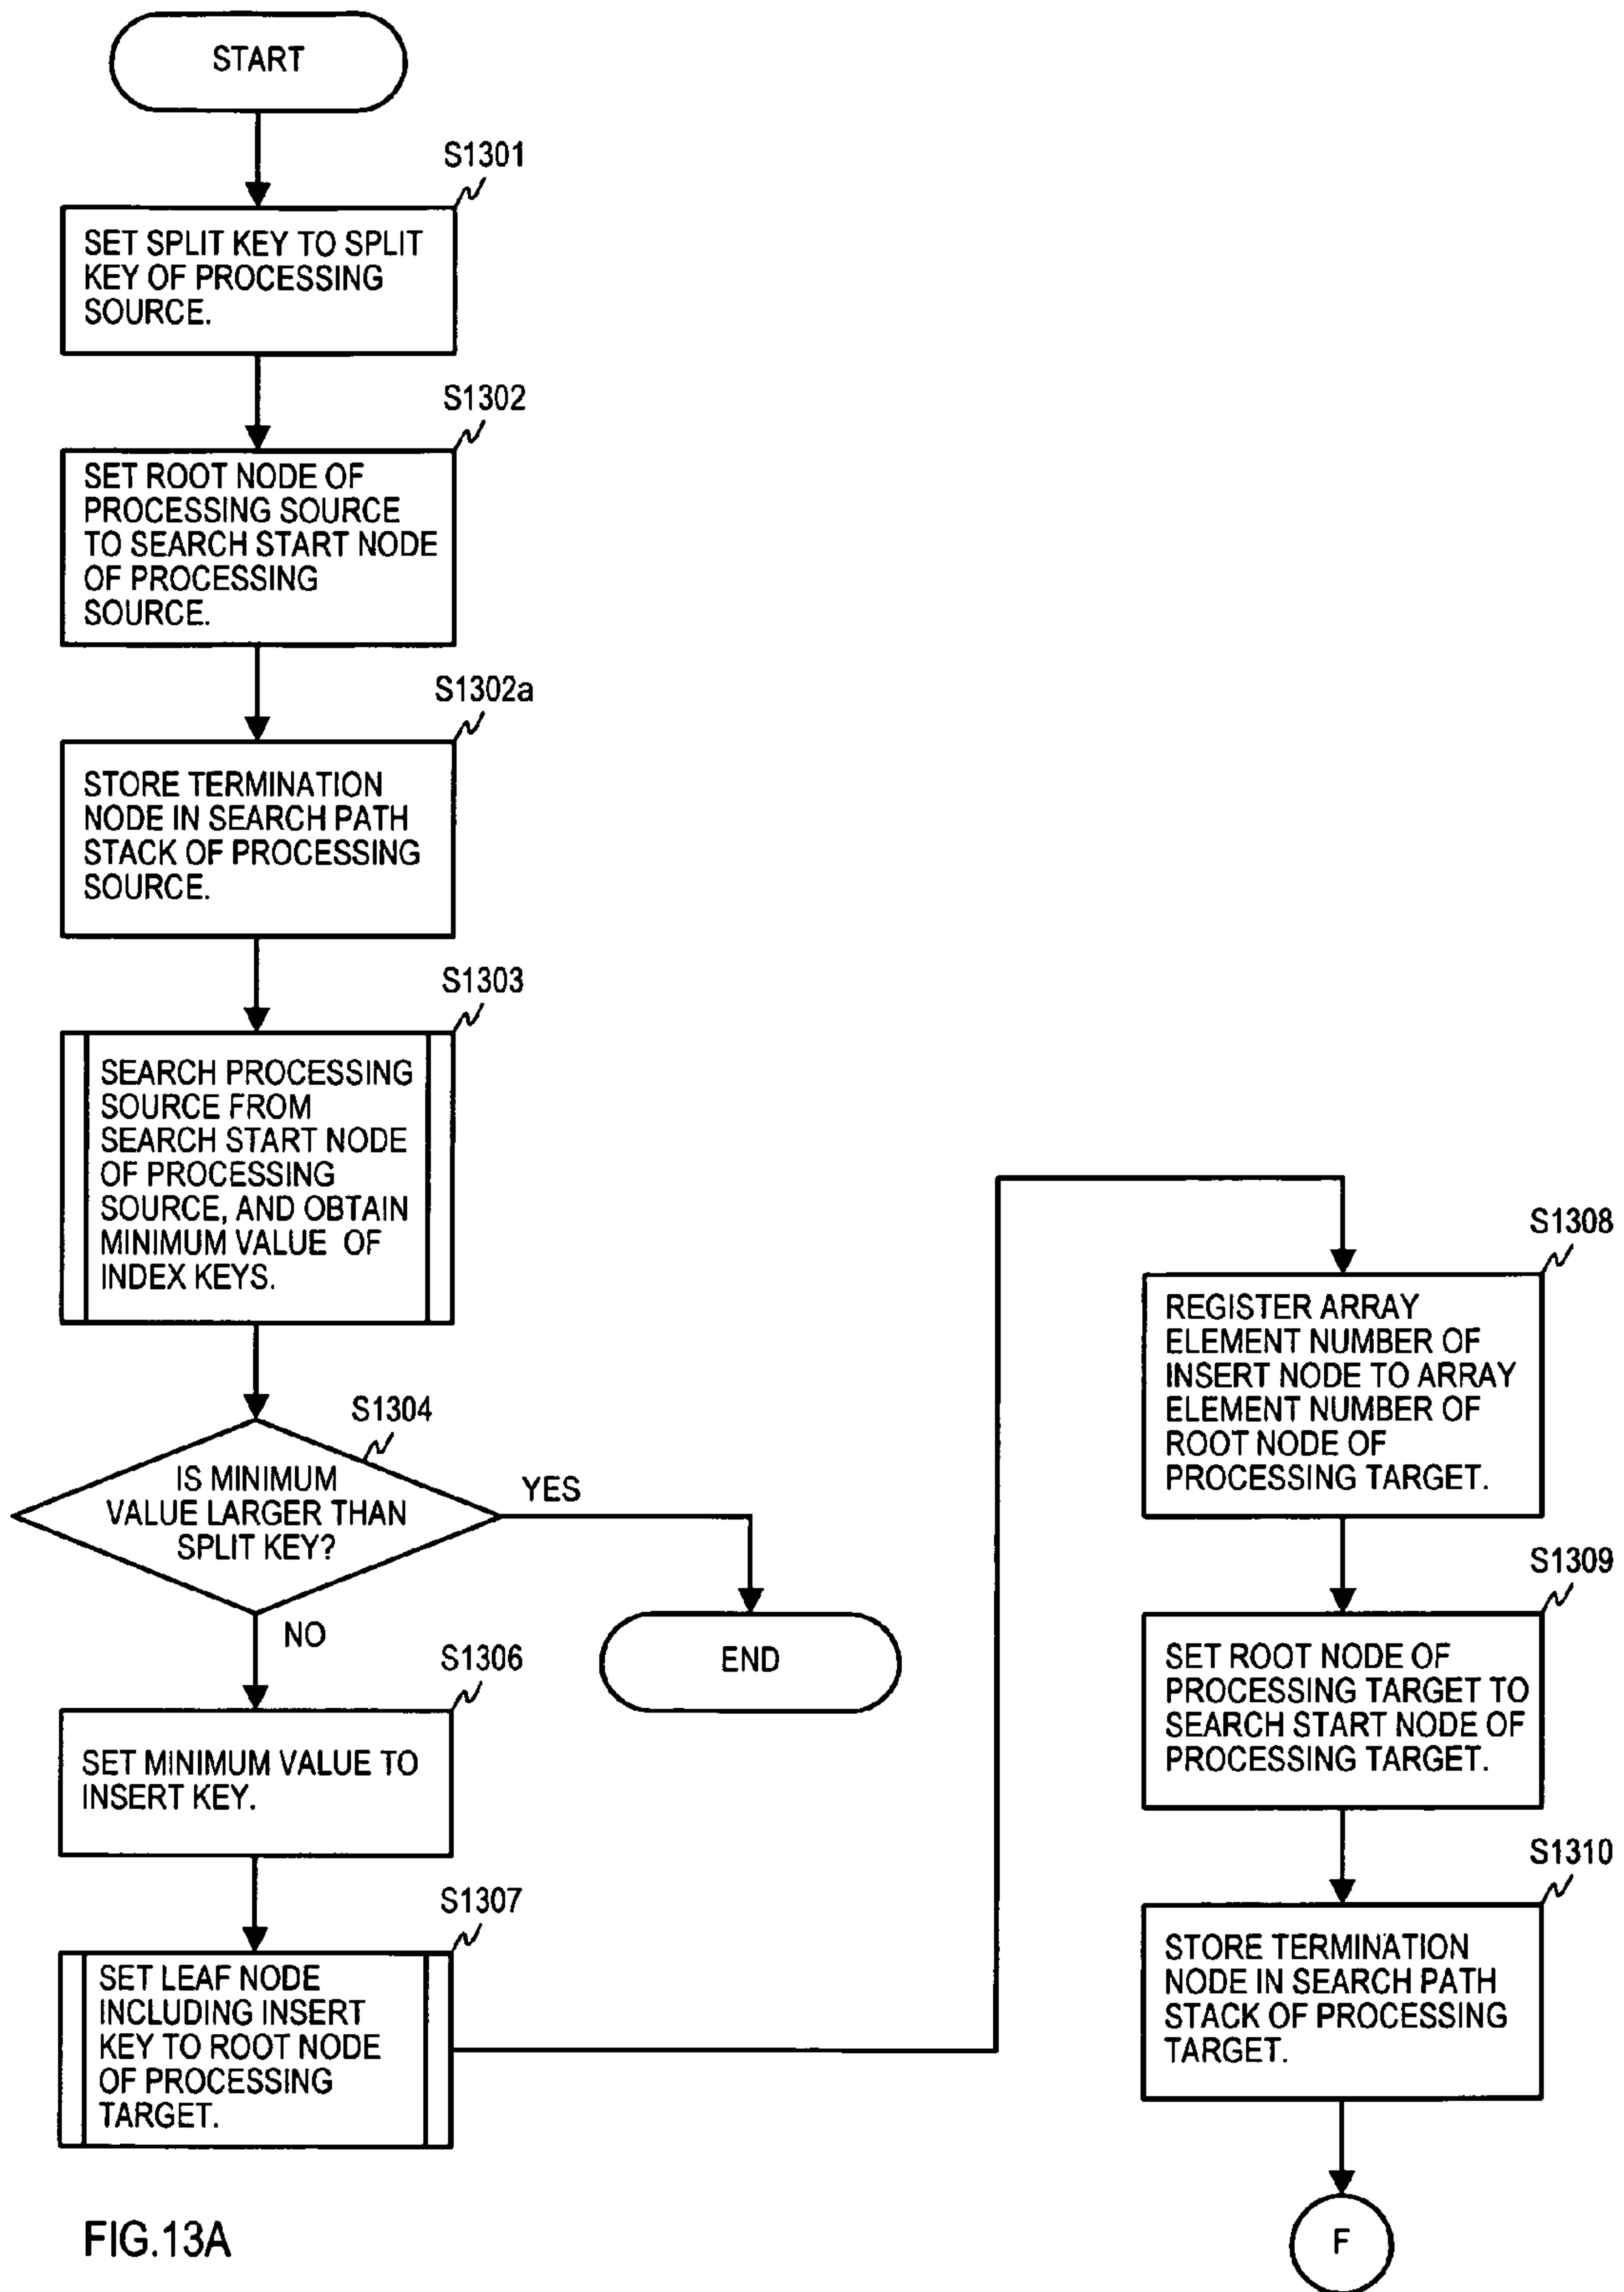 START
S1301
SET SPLIT KEY TO SPLIT
KEY OF PROCESSING
SOURCE.
S1302
SET ROOT NODE OF
PROCESSING SOURCE
TO SEARCH START NODE
OF PROCESSING
SOURCE.
S1302a
STORE TERMINATION
NODE IN SEARCH PATH
STACK OF PROCESSING
SOURCE.
S1303
SEARCH PROCESSING
SOURCE FROM
SEARCH START NODE
OF PROCESSING
SOURCE, AND OBTAIN
MINIMUM VALUE OF
INDEX KEYS.
S1304
IS MINIMUM
VALUE LARGER THAN
SPLIT KEY?
YES
END
NO
S1306
SET MINIMUM VALUE TO
INSERT KEY.
S1307
SET LEAF NODE
INCLUDING INSERT
KEY TO ROOT NODE
OF PROCESSING
TARGET.
S1308
REGISTER ARRAY
ELEMENT NUMBER OF
INSERT NODE TO ARRAY
ELEMENT NUMBER OF
ROOT NODE OF
PROCESSING TARGET.
S1309
SET ROOT NODE OF
PROCESSING TARGET TO
SEARCH START NODE OF
PROCESSING TARGET.
S1310
STORE TERMINATION
NODE IN SEARCH PATH
STACK OF PROCESSING
TARGET.
F
FIG.13A